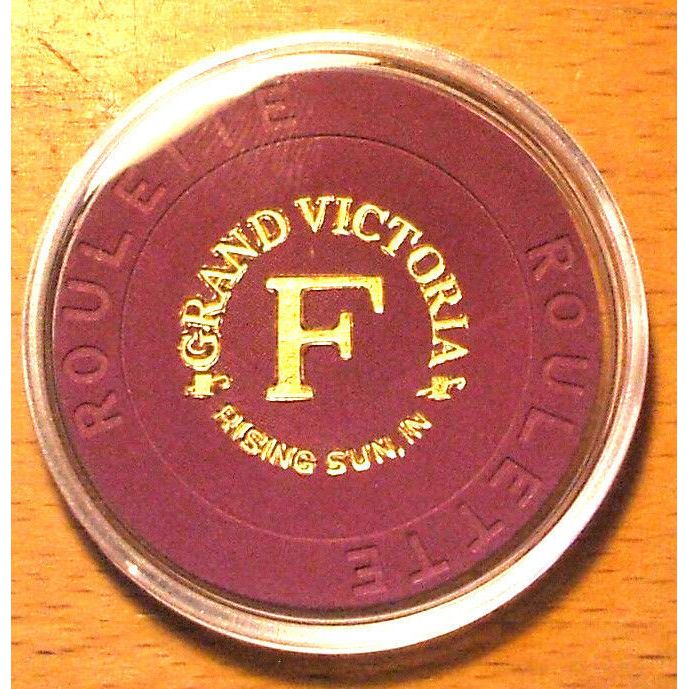 ROULETTE
GRAND VICTORIA
F
RISING SUN, IN
ROULETTE